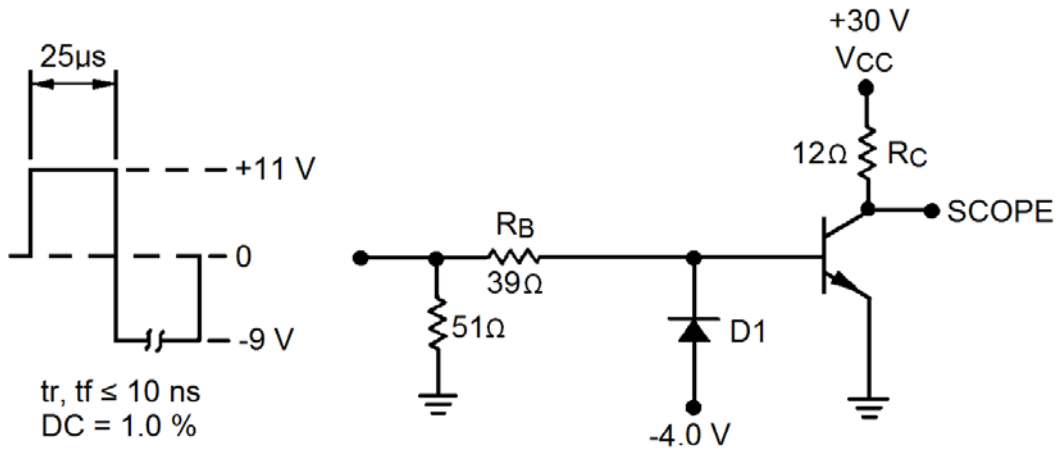 25μs
+11 V
0
-9 V
tr, tf ≤ 10 ns
DC = 1.0 %
RB
39Ω
51Ω
D1
-4.0 V
+30 V
VCC
12Ω
RC
SCOPE